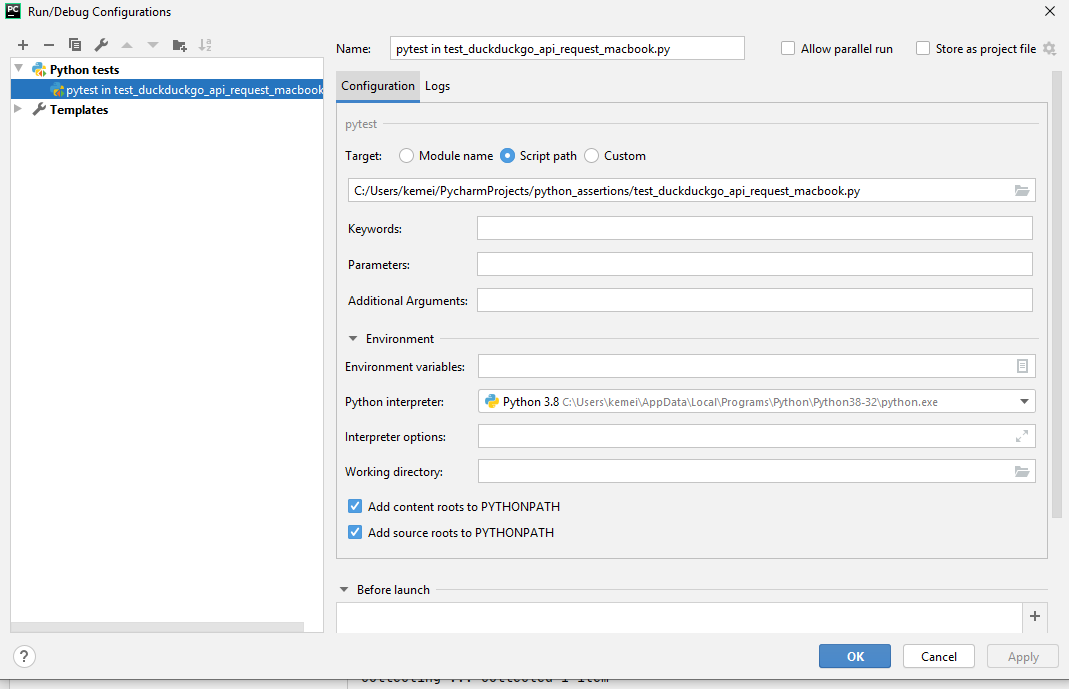 PC Run/Debug Configurations
Name: pytest in test_duckduckgo_api_request_macbook.py Allow parallel run Store as project file
Python tests
pytest in test_duckduckgo_api_request_macbook
Templates
Configuration Logs
pytest
Target: Module name Script path Custom
C:/Users/kemei/PycharmProjects/python_assertions/test_duckduckgo_api_request_macbook.py
Keywords:
Parameters:
Additional Arguments:
Environment
Environment variables:
Python interpreter: Python 3.8 C:\Users\kemei\AppData\Local\Programs\Python\Python38-32\python.exe
Interpreter options:
Working directory:
Add content roots to PYTHONPATH
Add source roots to PYTHONPATH
Before launch
? OK Cancel Apply
collecting ... collected 1 item